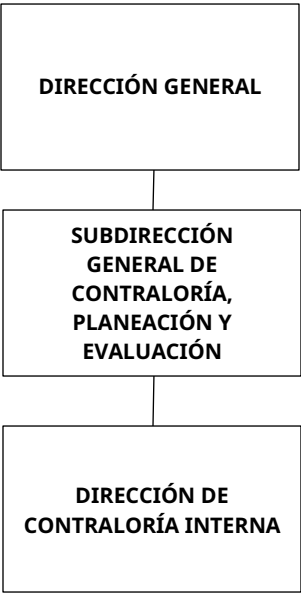 DIRECCIÓN GENERAL
SUBDIRECCIÓN
GENERAL DE
CONTRALORÍA,
PLANEACIÓN Y
EVALUACIÓN
DIRECCIÓN DE
CONTRALORÍA INTERNA